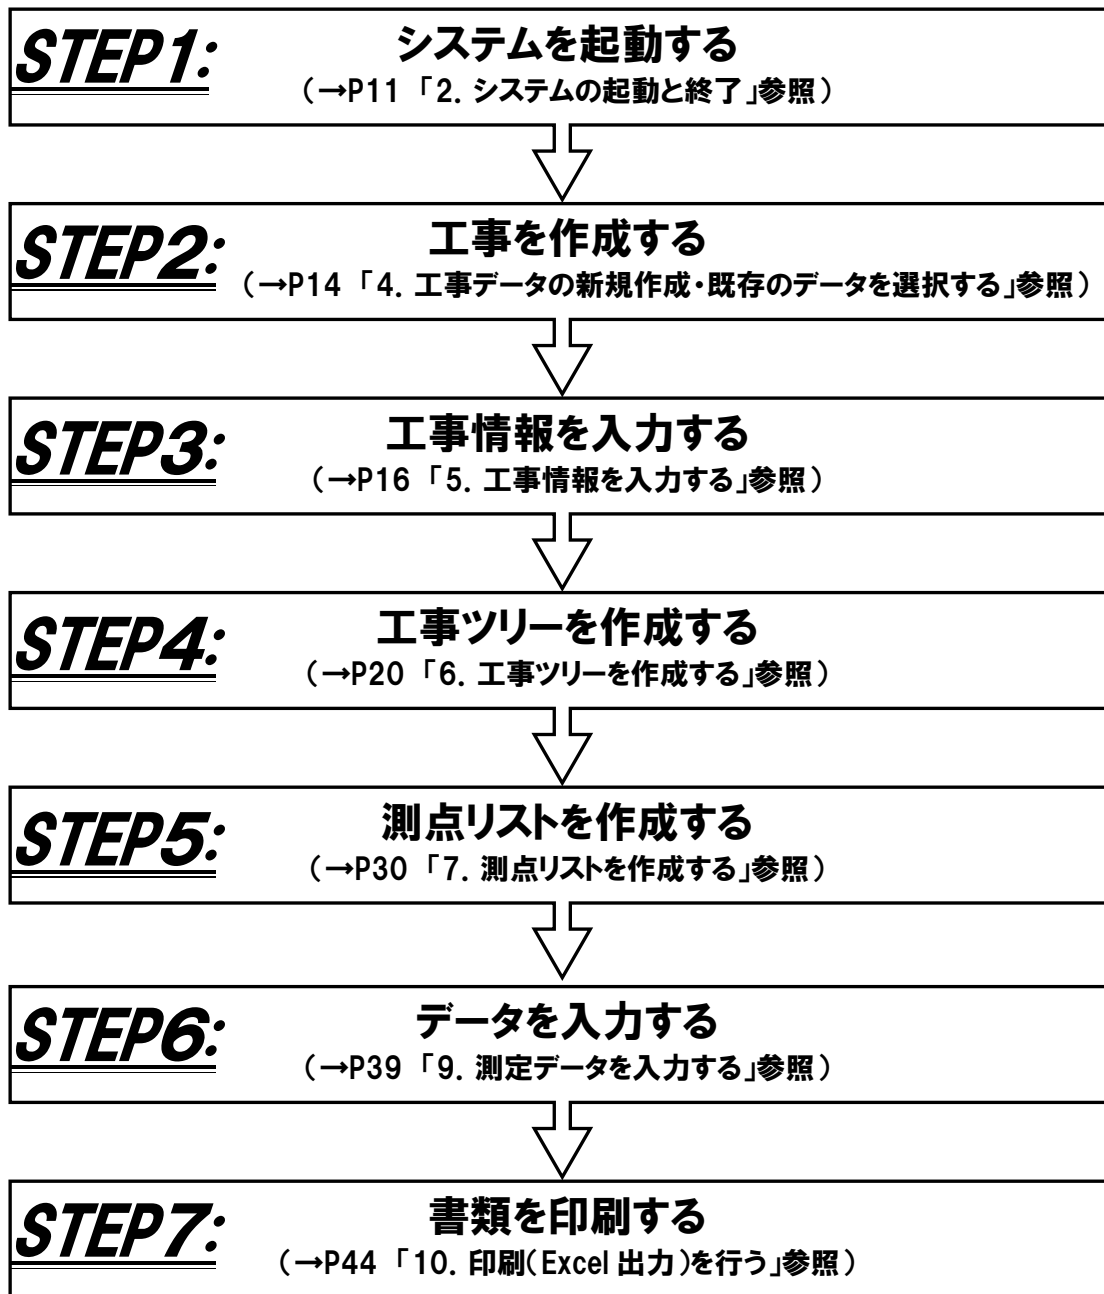 STEP1: システムを起動する
（→P11 「2．システムの起動と終了」参照）
STEP2: 工事を作成する
（→P14 「4．工事データの新規作成・既存のデータを選択する」参照）
STEP3: 工事情報を入力する
（→P16 「5．工事情報を入力する」参照）
STEP4: 工事ツリーを作成する
（→P20 「6．工事ツリーを作成する」参照）
STEP5: 測点リストを作成する
（→P30 「7．測点リストを作成する」参照）
STEP6: データを入力する
（→P39 「9．測定データを入力する」参照）
STEP7: 書類を印刷する
（→P44 「10．印刷（Excel 出力）を行う」参照）